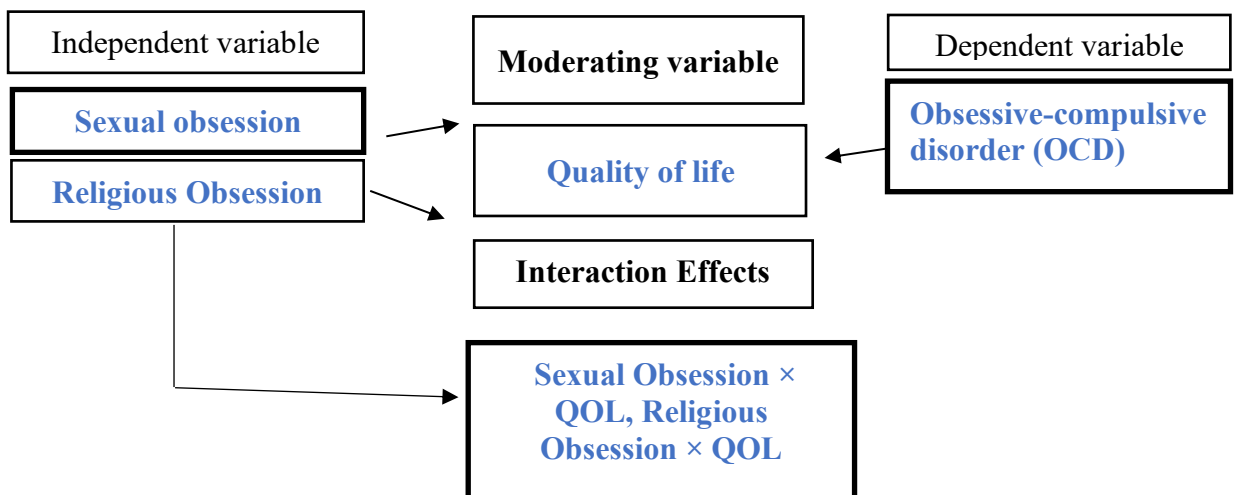 Independent variable
Sexual obsession
Religious Obsession
Moderating variable
Quality of life
Interaction Effects
Sexual Obsession ×
QOL, Religious
Obsession × QOL
Dependent variable
Obsessive-compulsive
disorder (OCD)